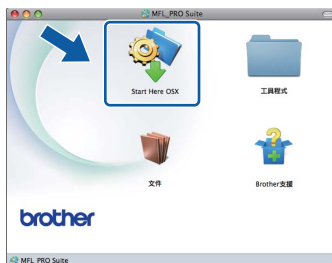 MFL_PRO Suite
Start Here OSX
工具程式
文件
Brother支援
brother
MFL_PRO Suite